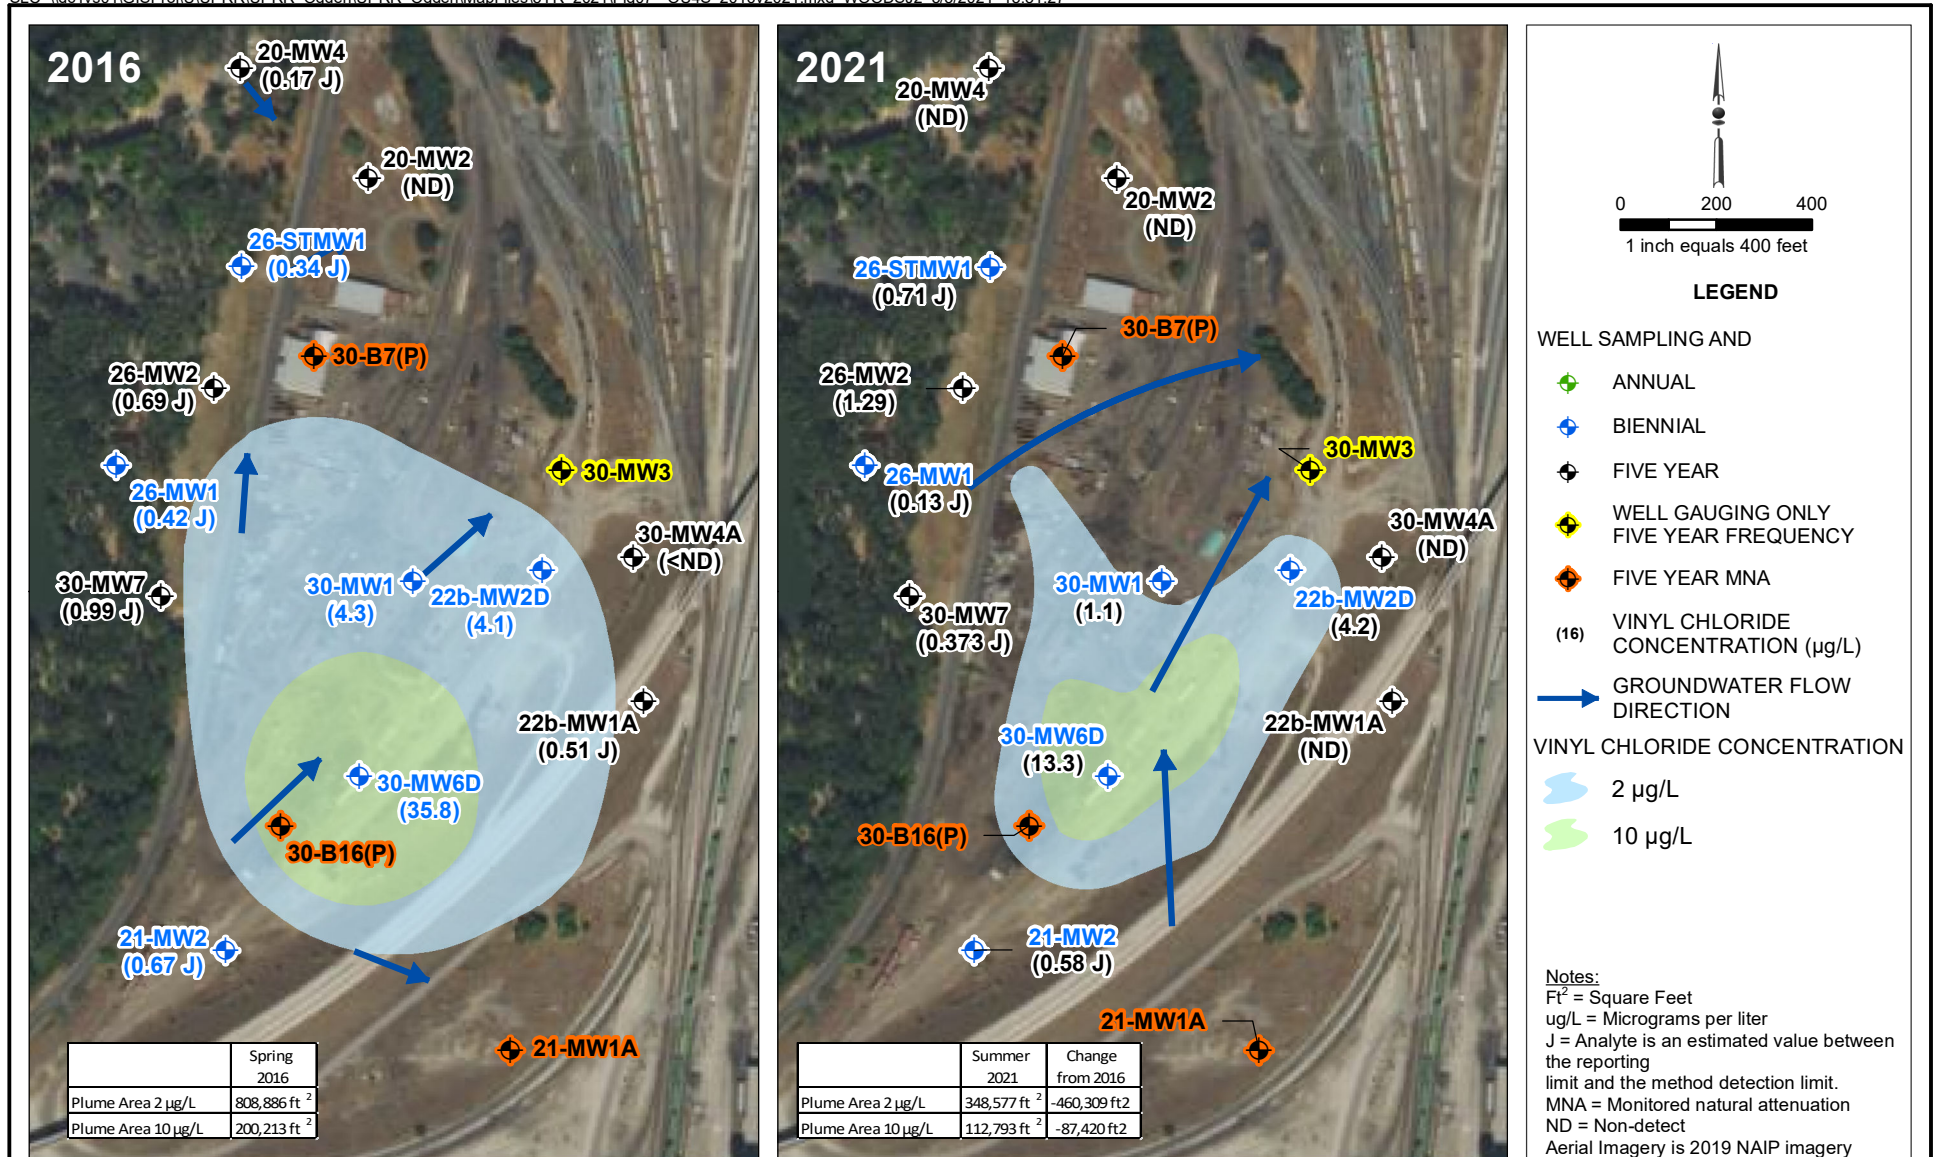 2016
20-MW4
(0.17 J)
20-MW2
(ND)
26-STMW1
(0.34 J)
30-B7(P)
26-MW2
(0.69 J)
26-MW1
(0.42 J)
30-MW3
30-MW4A
(<ND)
30-MW7
(0.99 J)
30-MW1
(4.3)
22b-MW2D
(4.1)
22b-MW1A
(0.51 J)
30-MW6D
(35.8)
30-B16(P)
21-MW2
(0.67 J)
21-MW1A
Spring
2016
Plume Area 2 µg/L 808,886 ft 2
Plume Area 10 µg/L 200,213 ft 2
2021
20-MW4
(ND)
20-MW2
(ND)
26-STMW1
(0.71 J)
30-B7(P)
26-MW2
(1.29)
26-MW1
(0.13 J)
30-MW3
30-MW4A
(ND)
30-MW7
(0.373 J)
30-MW1
(1.1)
22b-MW2D
(4.2)
22b-MW1A
(ND)
30-MW6D
(13.3)
30-B16(P)
21-MW2
(0.58 J)
21-MW1A
Summer 2021 Change from 2016
Plume Area 2 µg/L 348,577 ft 2 -460,309 ft2
Plume Area 10 µg/L 112,793 ft 2 -87,420 ft2
0 200 400
1 inch equals 400 feet
LEGEND
WELL SAMPLING AND
ANNUAL
BIENNIAL
FIVE YEAR
WELL GAUGING ONLY
FIVE YEAR FREQUENCY
FIVE YEAR MNA
(16) VINYL CHLORIDE
CONCENTRATION (µg/L)
GROUNDWATER FLOW
DIRECTION
VINYL CHLORIDE CONCENTRATION
2 µg/L
10 µg/L
Notes:
Ft2 = Square Feet
ug/L = Micrograms per liter
J = Analyte is an estimated value between
the reporting
limit and the method detection limit.
MNA = Monitored natural attenuation
ND = Non-detect
Aerial Imagery is 2019 NAIP imagery